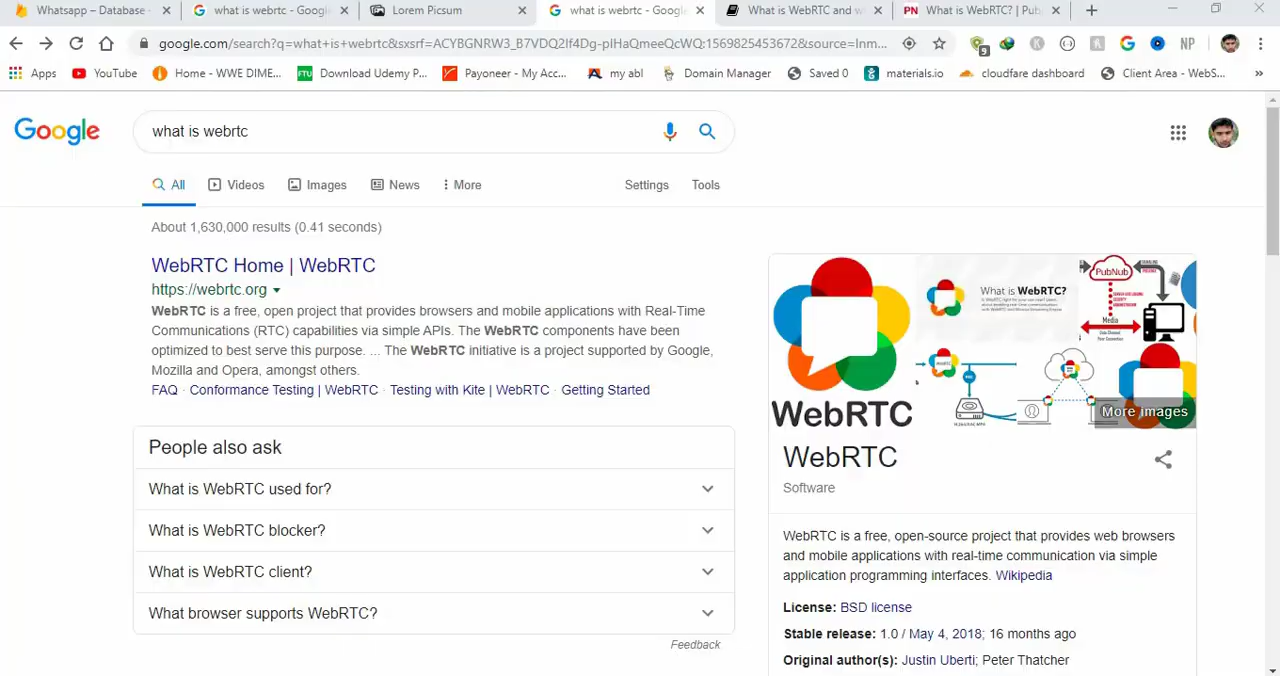 Whatsapp – Database -
what is webrtc - Google
Lorem Picsum
what is webrtc - Google
What is WebRTC and w
PN What is WebRTC? | Pub
google.com/search?q=what+is+webrtc&sxsrf=ACYBGNRW3_B7VDQ2lf4Dg-pIHaQmeeQcWQ:1569825453672&source=lnm...
9
NP
Apps
YouTube
Home - WWE DIME...
FTU Download Udemy P...
Payoneer - My Acc...
my abl
Domain Manager
Saved 0
materials.io
cloudfare dashboard
Client Area - WebS...
»
Google
what is webrtc
All
Videos
Images
News
More
Settings
Tools
About 1,630,000 results (0.41 seconds)
WebRTC Home | WebRTC
https://webrtc.org
WebRTC is a free, open project that provides browsers and mobile applications with Real-Time
Communications (RTC) capabilities via simple APIs. The WebRTC components have been
optimized to best serve this purpose. ... The WebRTC initiative is a project supported by Google,
Mozilla and Opera, amongst others.
FAQ · Conformance Testing | WebRTC · Testing with Kite | WebRTC · Getting Started
People also ask
What is WebRTC used for?
What is WebRTC blocker?
What is WebRTC client?
What browser supports WebRTC?
Feedback
WebRTC
What is WebRTC?
PubNub
Media
More images
WebRTC
Software
WebRTC is a free, open-source project that provides web browsers
and mobile applications with real-time communication via simple
application programming interfaces. Wikipedia
License: BSD license
Stable release: 1.0 / May 4, 2018; 16 months ago
Original author(s): Justin Uberti; Peter Thatcher